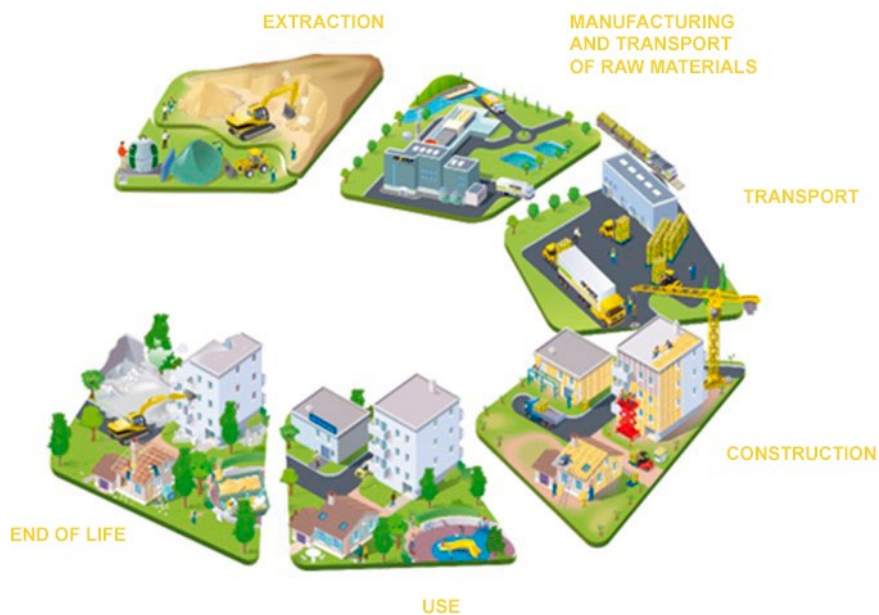 EXTRACTION
MANUFACTURING
AND TRANSPORT
OF RAW MATERIALS
TRANSPORT
CONSTRUCTION
END OF LIFE
USE